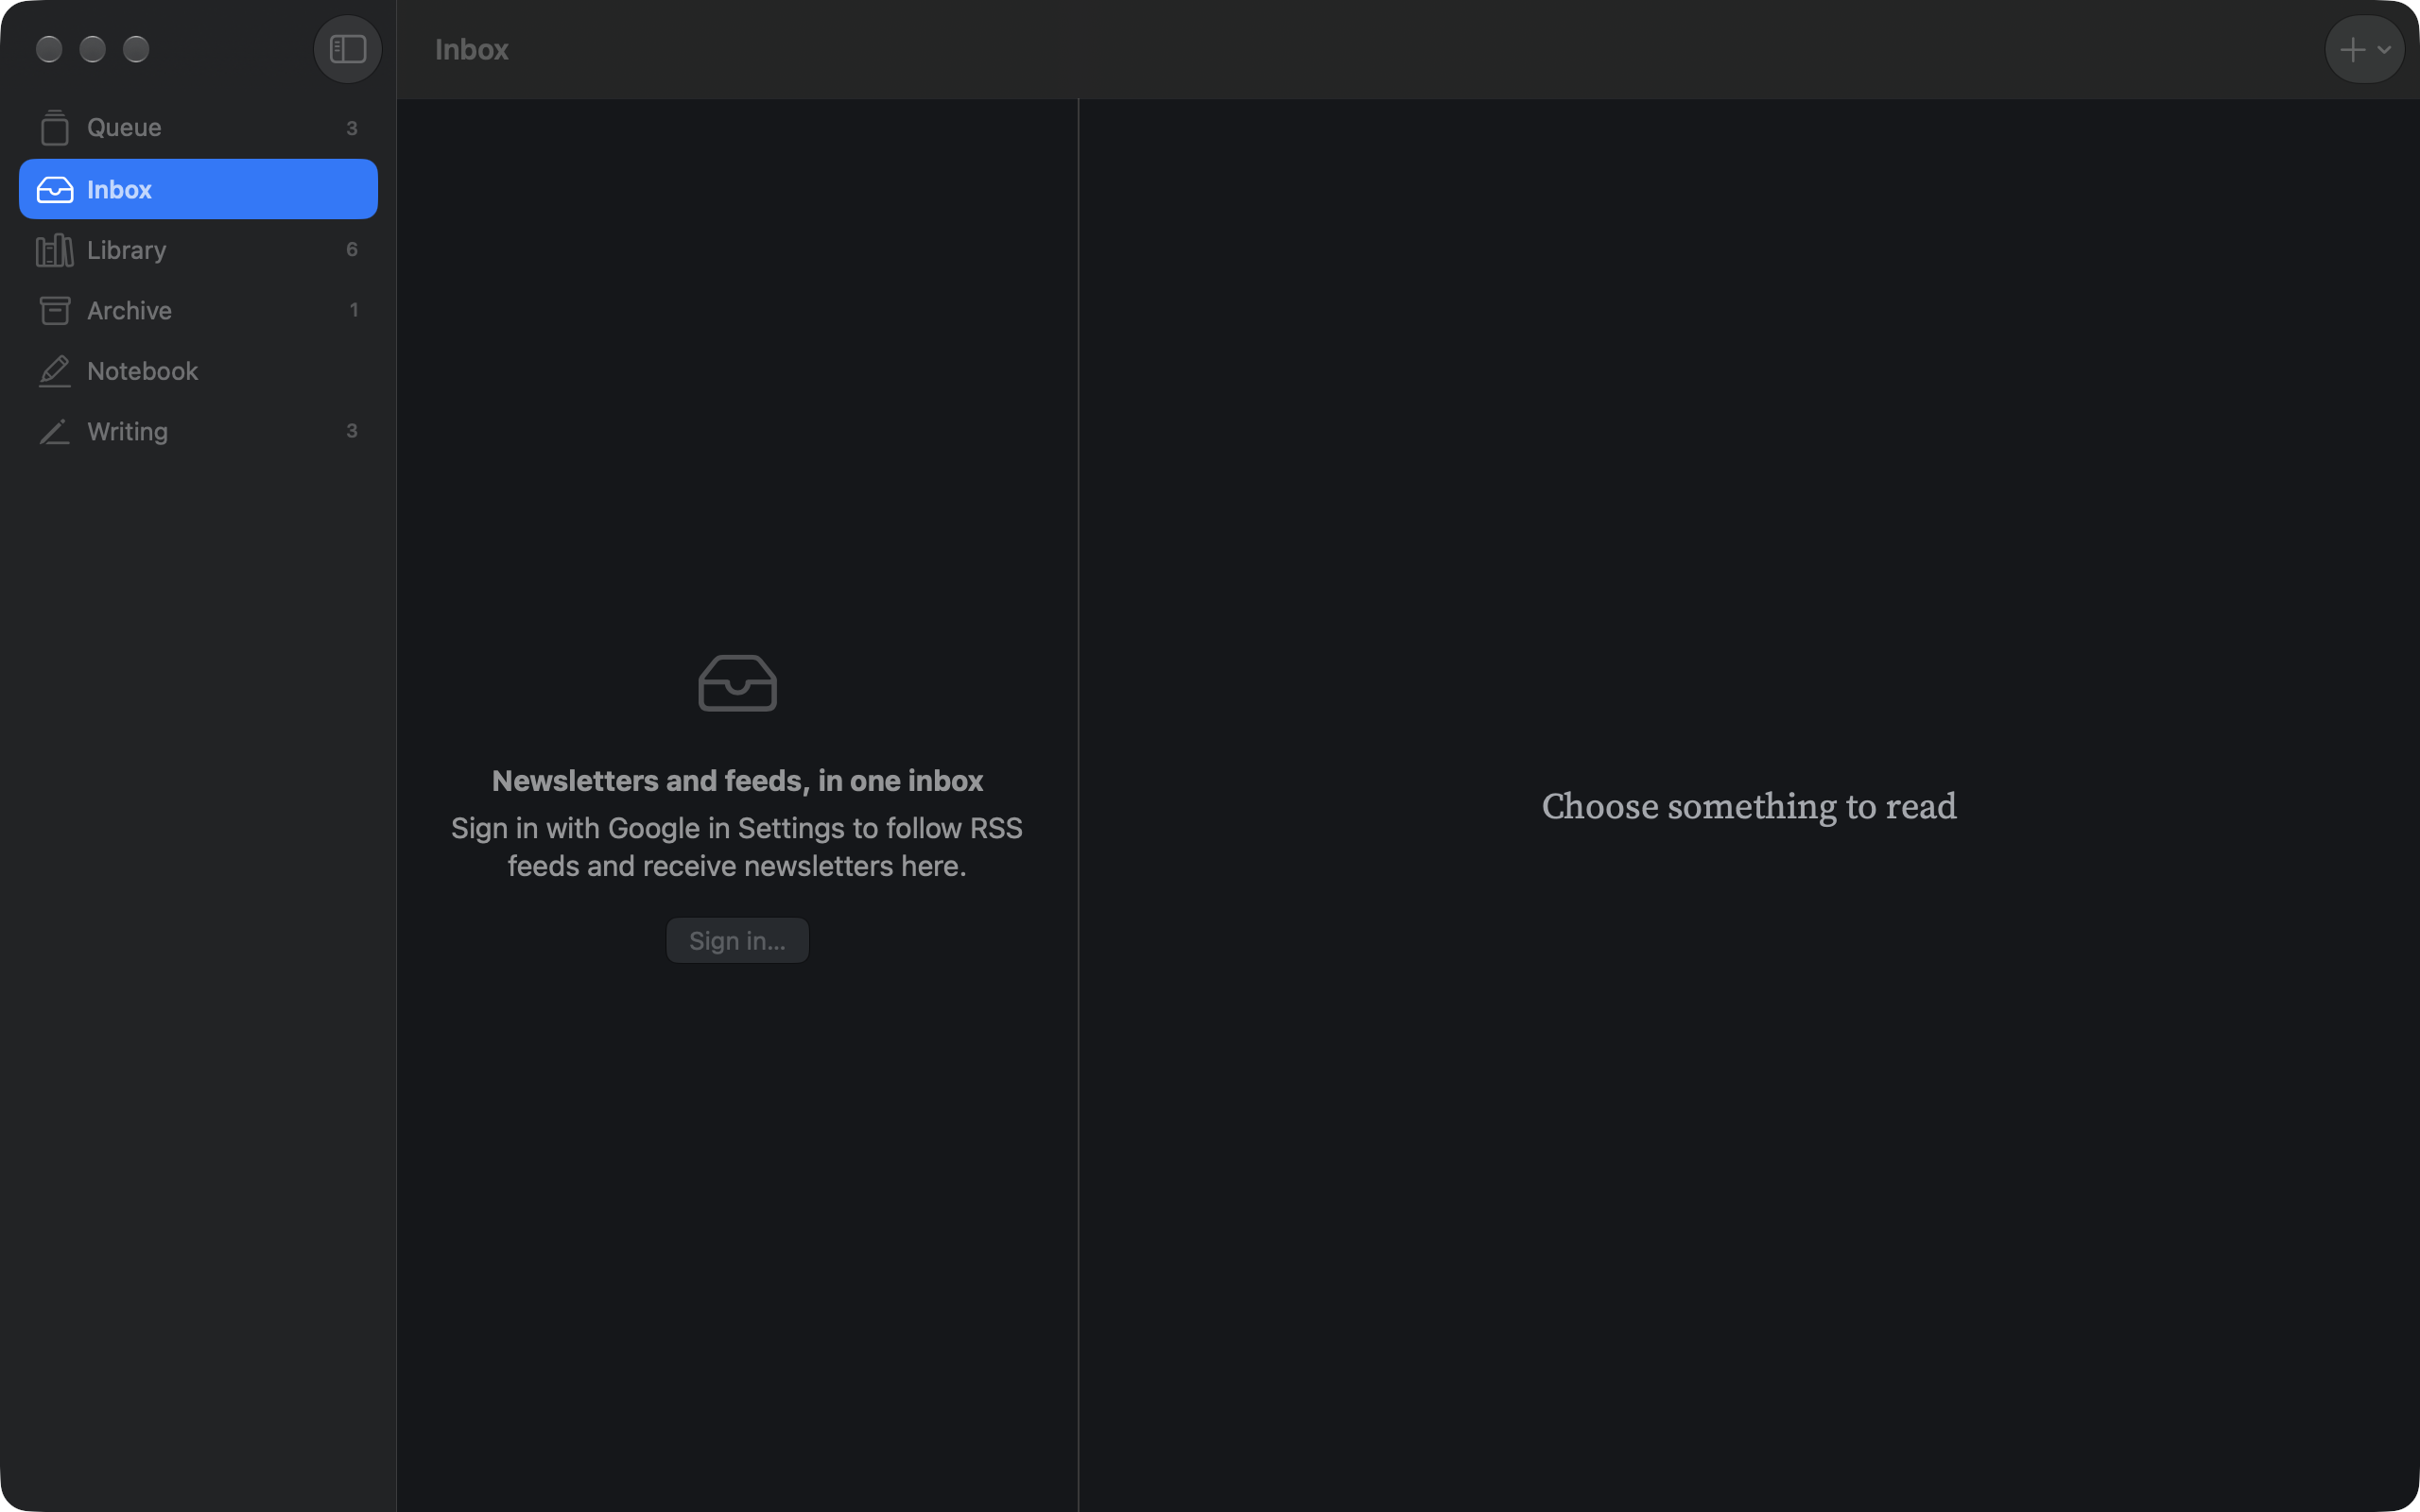 Inbox
Queue 3
Inbox
Library 6
Archive 1
Notebook
Writing 3
Newsletters and feeds, in one inbox
Sign in with Google in Settings to follow RSS
feeds and receive newsletters here.
Sign in...
Choose something to read